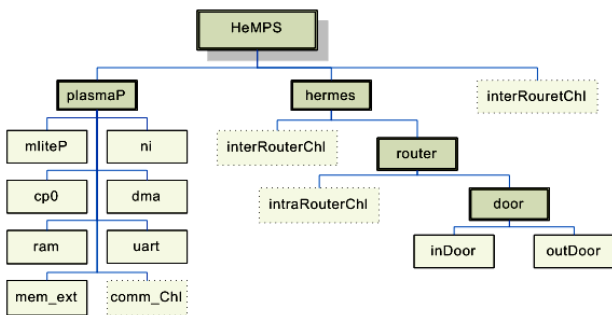 HeMPS
plasmaP
hermes
interRouretChl
mliteP
ni
interRouterChl
router
cp0
dma
intraRouterChl
door
ram
uart
inDoor
outDoor
mem_ext
comm_Chl